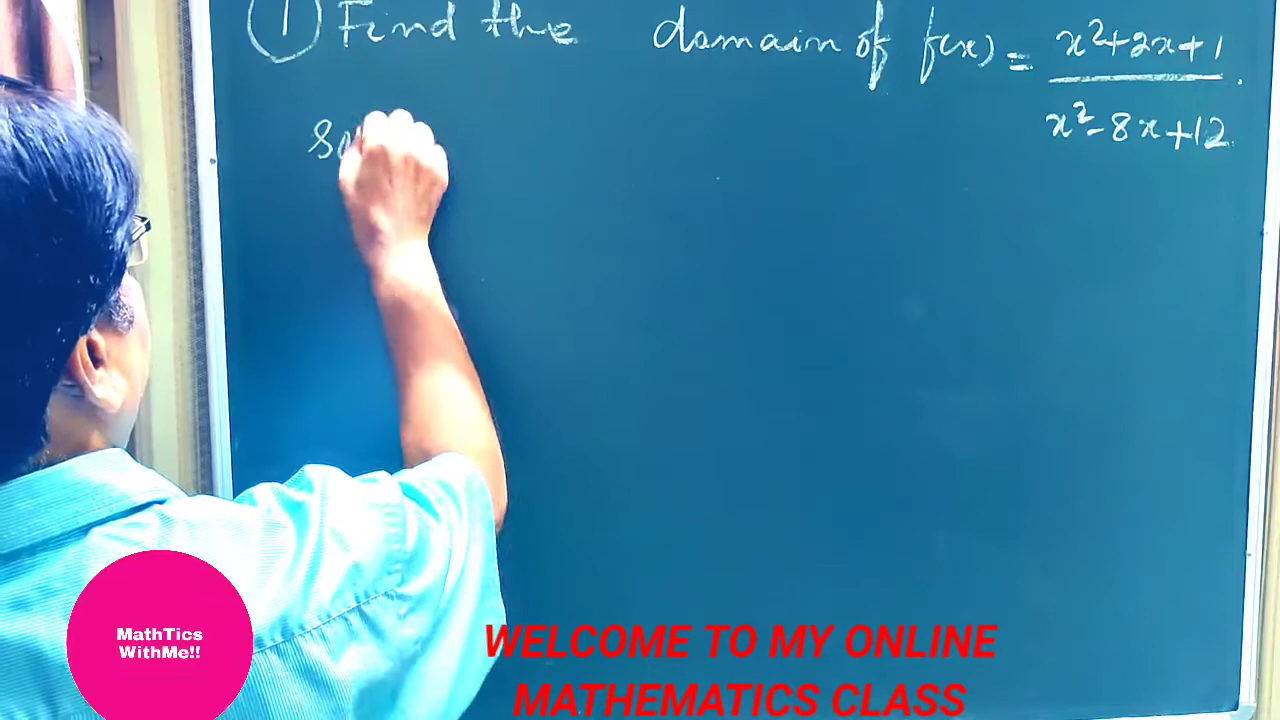 ① Find the domain of f(x) = x²+2x+1 / x²-8x+12.
So
MathTics
WithMe!!
WELCOME TO MY ONLINE
MATHEMATICS CLASS